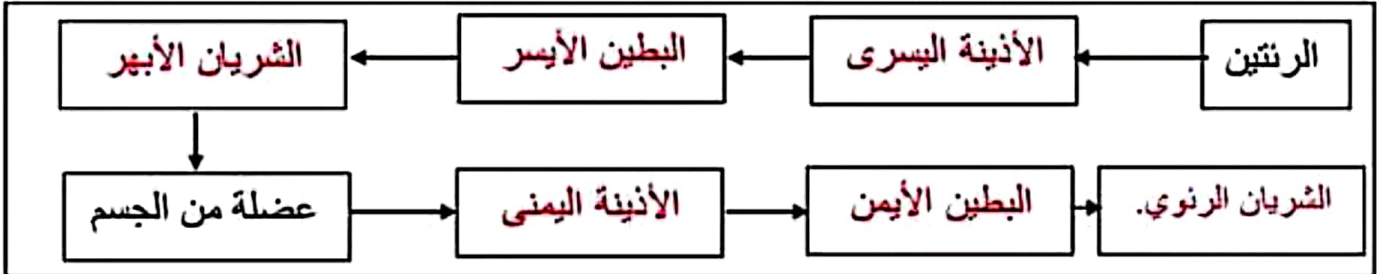 الرئتين
الأذينة اليسرى
البطين الأيسر
الشريان الأبهر
عضلة من الجسم
الأذينة اليمنى
البطين الأيمن
الشريان الرئوي.